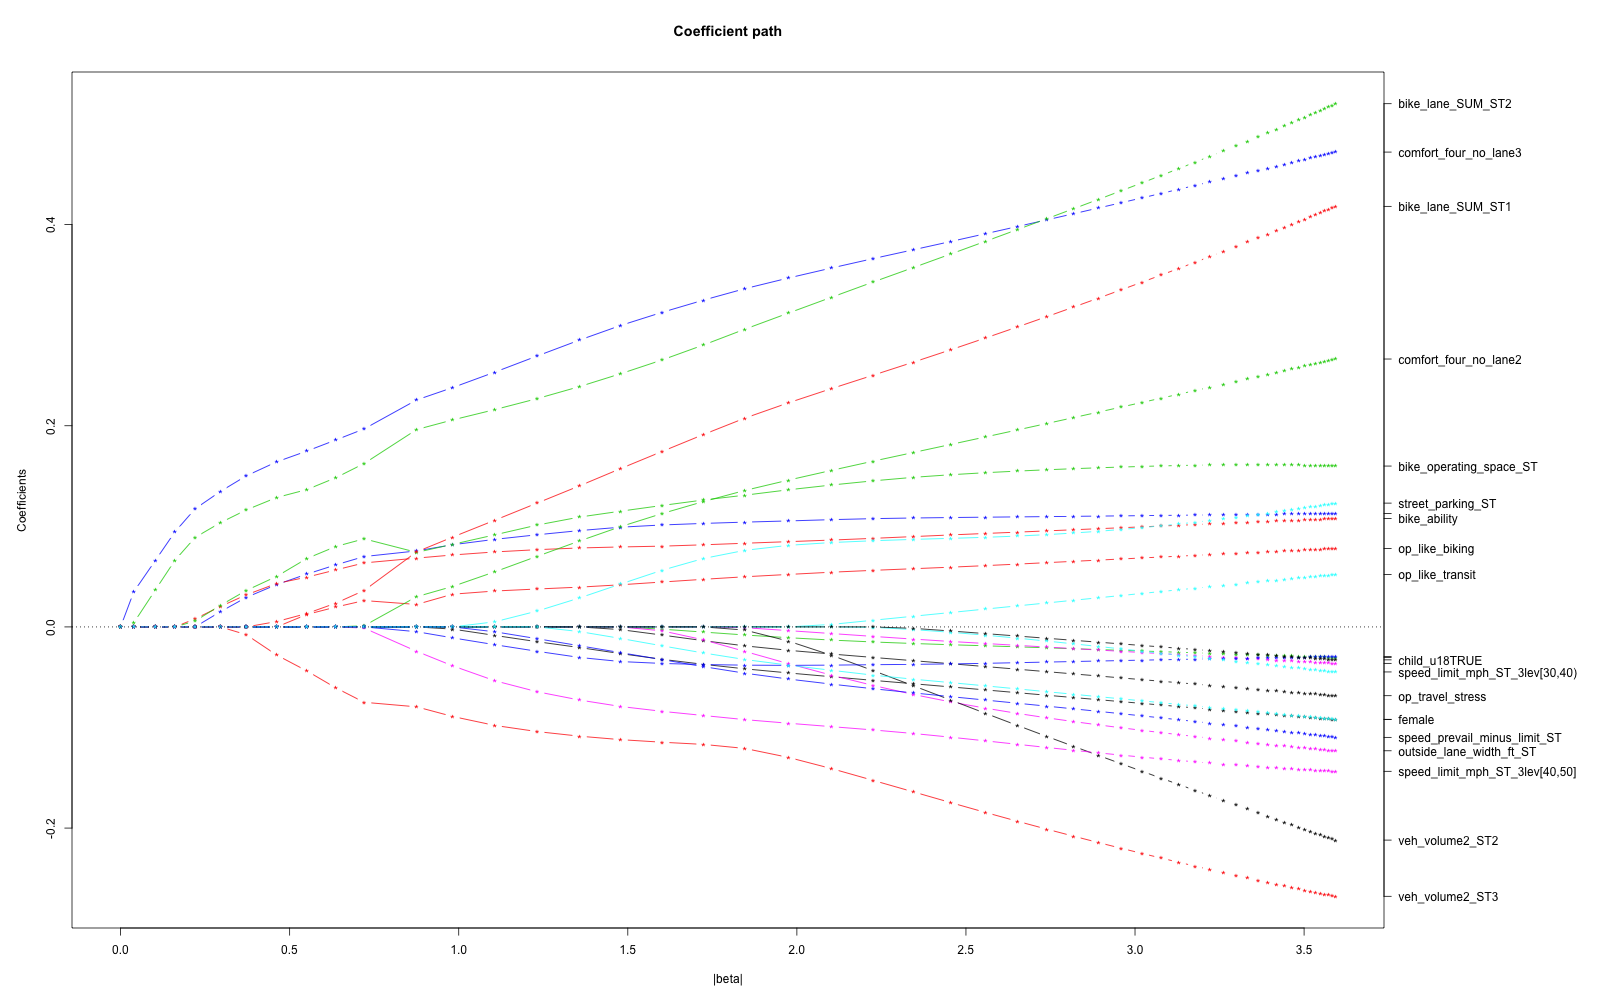 Coefficient path
Coefficients
0.4
0.2
0.0
-0.2
0.0
0.5
1.0
1.5
2.0
2.5
3.0
3.5
|beta|
bike_lane_SUM_ST2
comfort_four_no_lane3
bike_lane_SUM_ST1
comfort_four_no_lane2
bike_operating_space_ST
street_parking_ST
bike_ability
op_like_biking
op_like_transit
child_u18TRUE
speed_limit_mph_ST_3lev[30,40)
op_travel_stress
female
speed_prevail_minus_limit_ST
outside_lane_width_ft_ST
speed_limit_mph_ST_3lev[40,50]
veh_volume2_ST2
veh_volume2_ST3